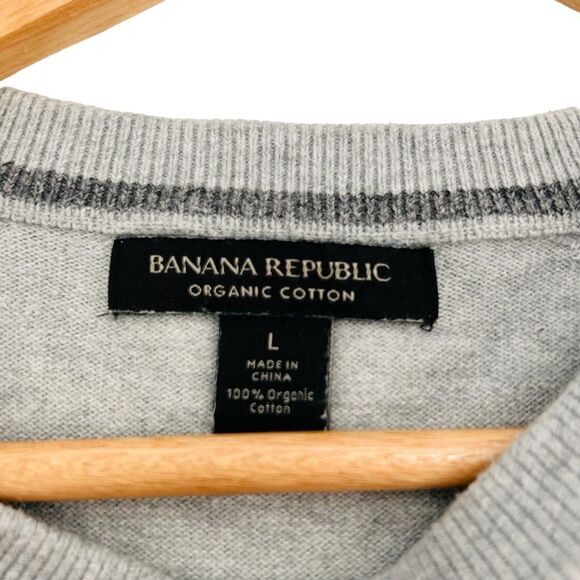 BANANA REPUBLIC
ORGANIC COTTON
L
MADE IN
CHINA
100% Organic
Cotton